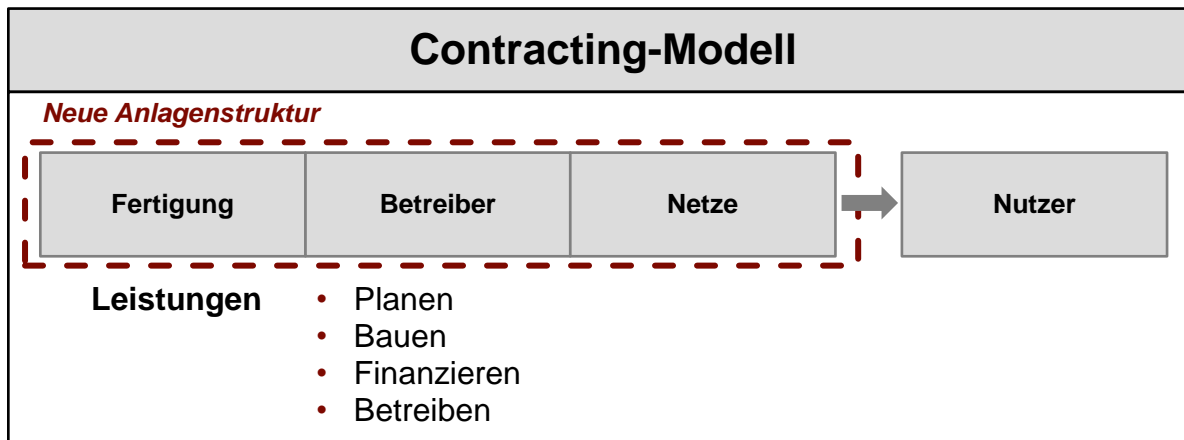 Contracting-Modell
Neue Anlagenstruktur
Fertigung
Betreiber
Netze
Nutzer
Leistungen
• Planen
• Bauen
• Finanzieren
• Betreiben